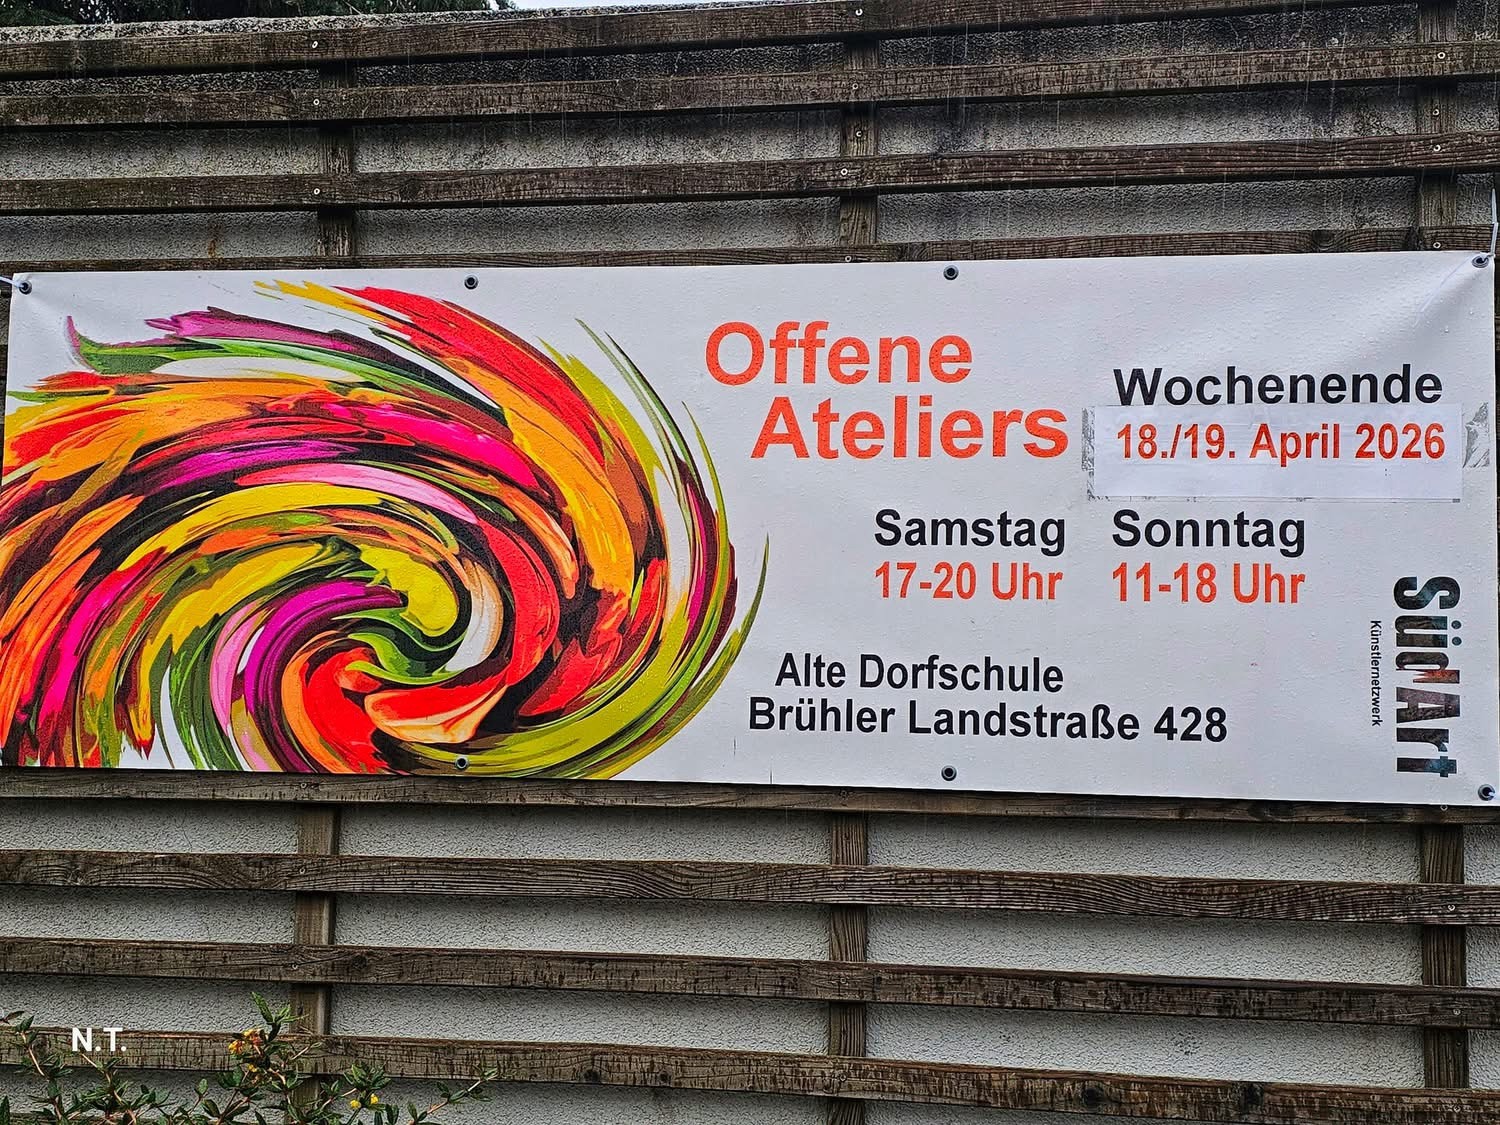 Offene
Ateliers
Wochenende
18./19. April 2026
Samstag Sonntag
17-20 Uhr 11-18 Uhr
Alte Dorfschule
Brühler Landstraße 428
SüdArt
Künstlernetzwerk
N.T.